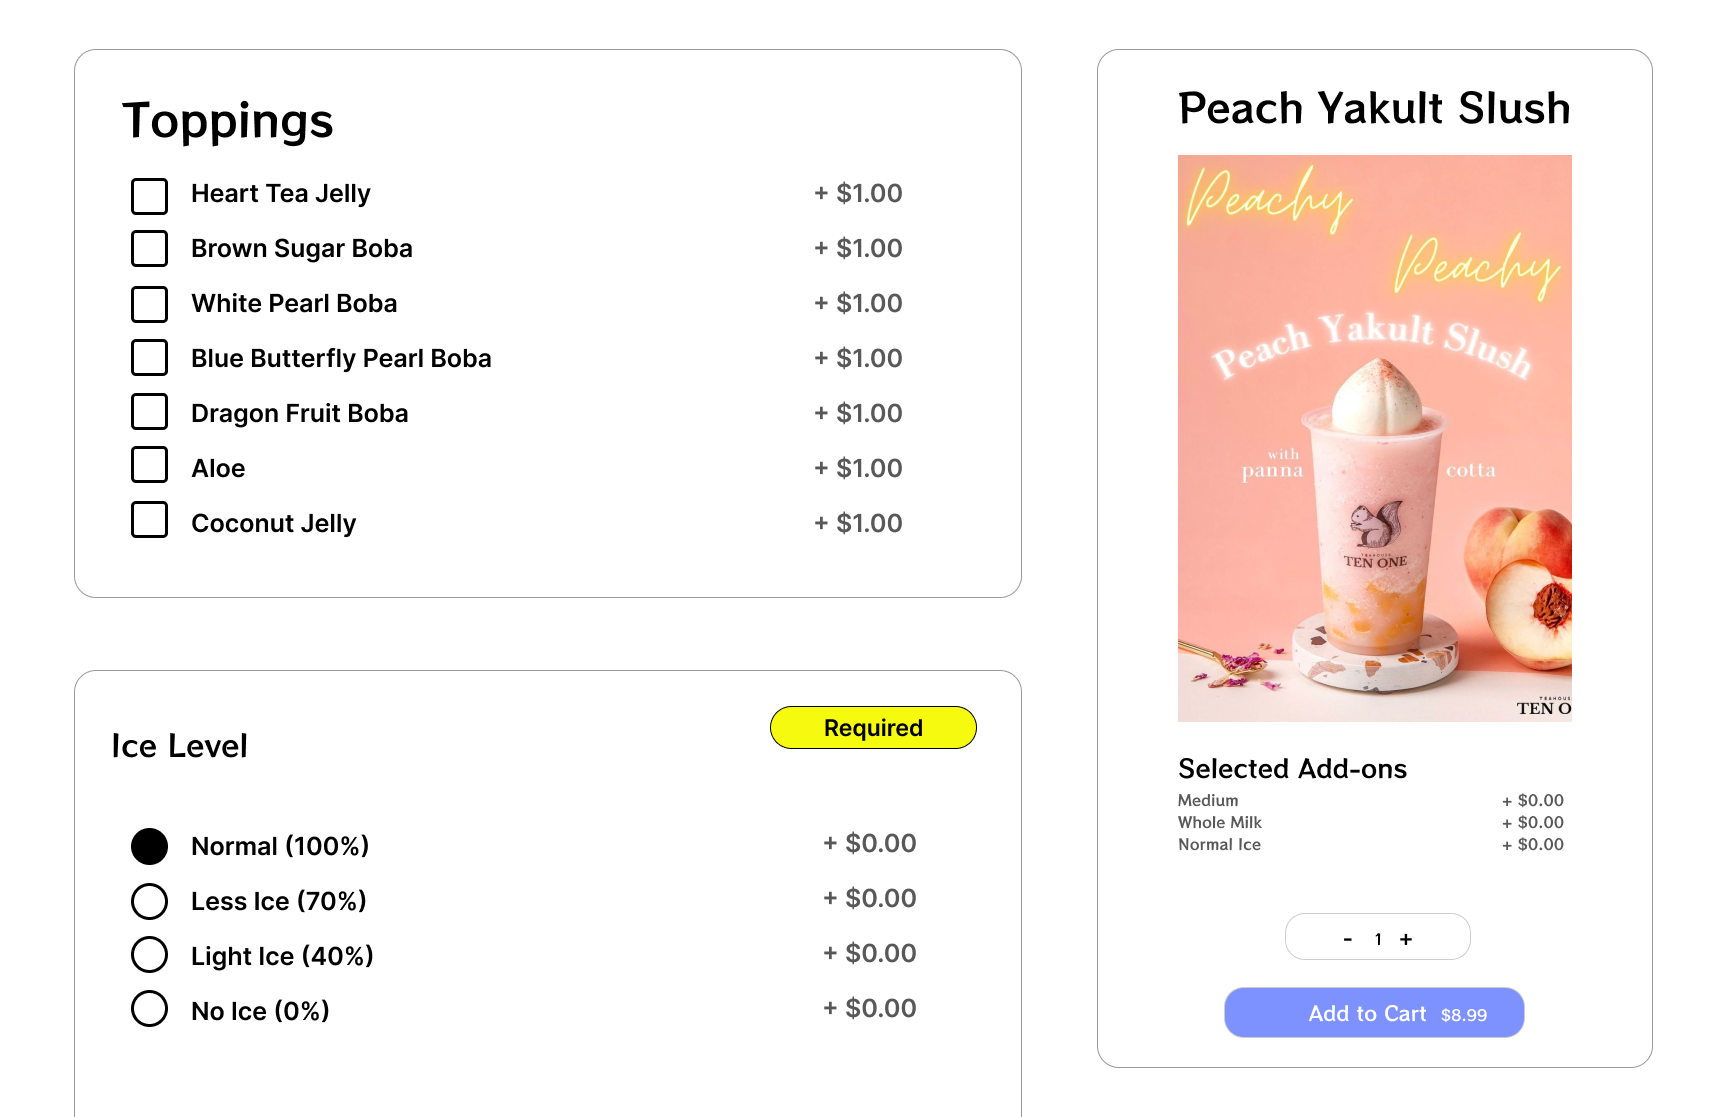 Toppings
Heart Tea Jelly + $1.00
Brown Sugar Boba + $1.00
White Pearl Boba + $1.00
Blue Butterfly Pearl Boba + $1.00
Dragon Fruit Boba + $1.00
Aloe + $1.00
Coconut Jelly + $1.00
Ice Level
Required
Normal (100%) + $0.00
Less Ice (70%) + $0.00
Light Ice (40%) + $0.00
No Ice (0%) + $0.00
Peach Yakult Slush
Peachy
Peachy
Peach Yakult Slush
with
panna cotta
TEAHOUSE
TEN ONE
TEAHOUS
TEN O
Selected Add-ons
Medium + $0.00
Whole Milk + $0.00
Normal Ice + $0.00
- 1 +
Add to Cart $8.99